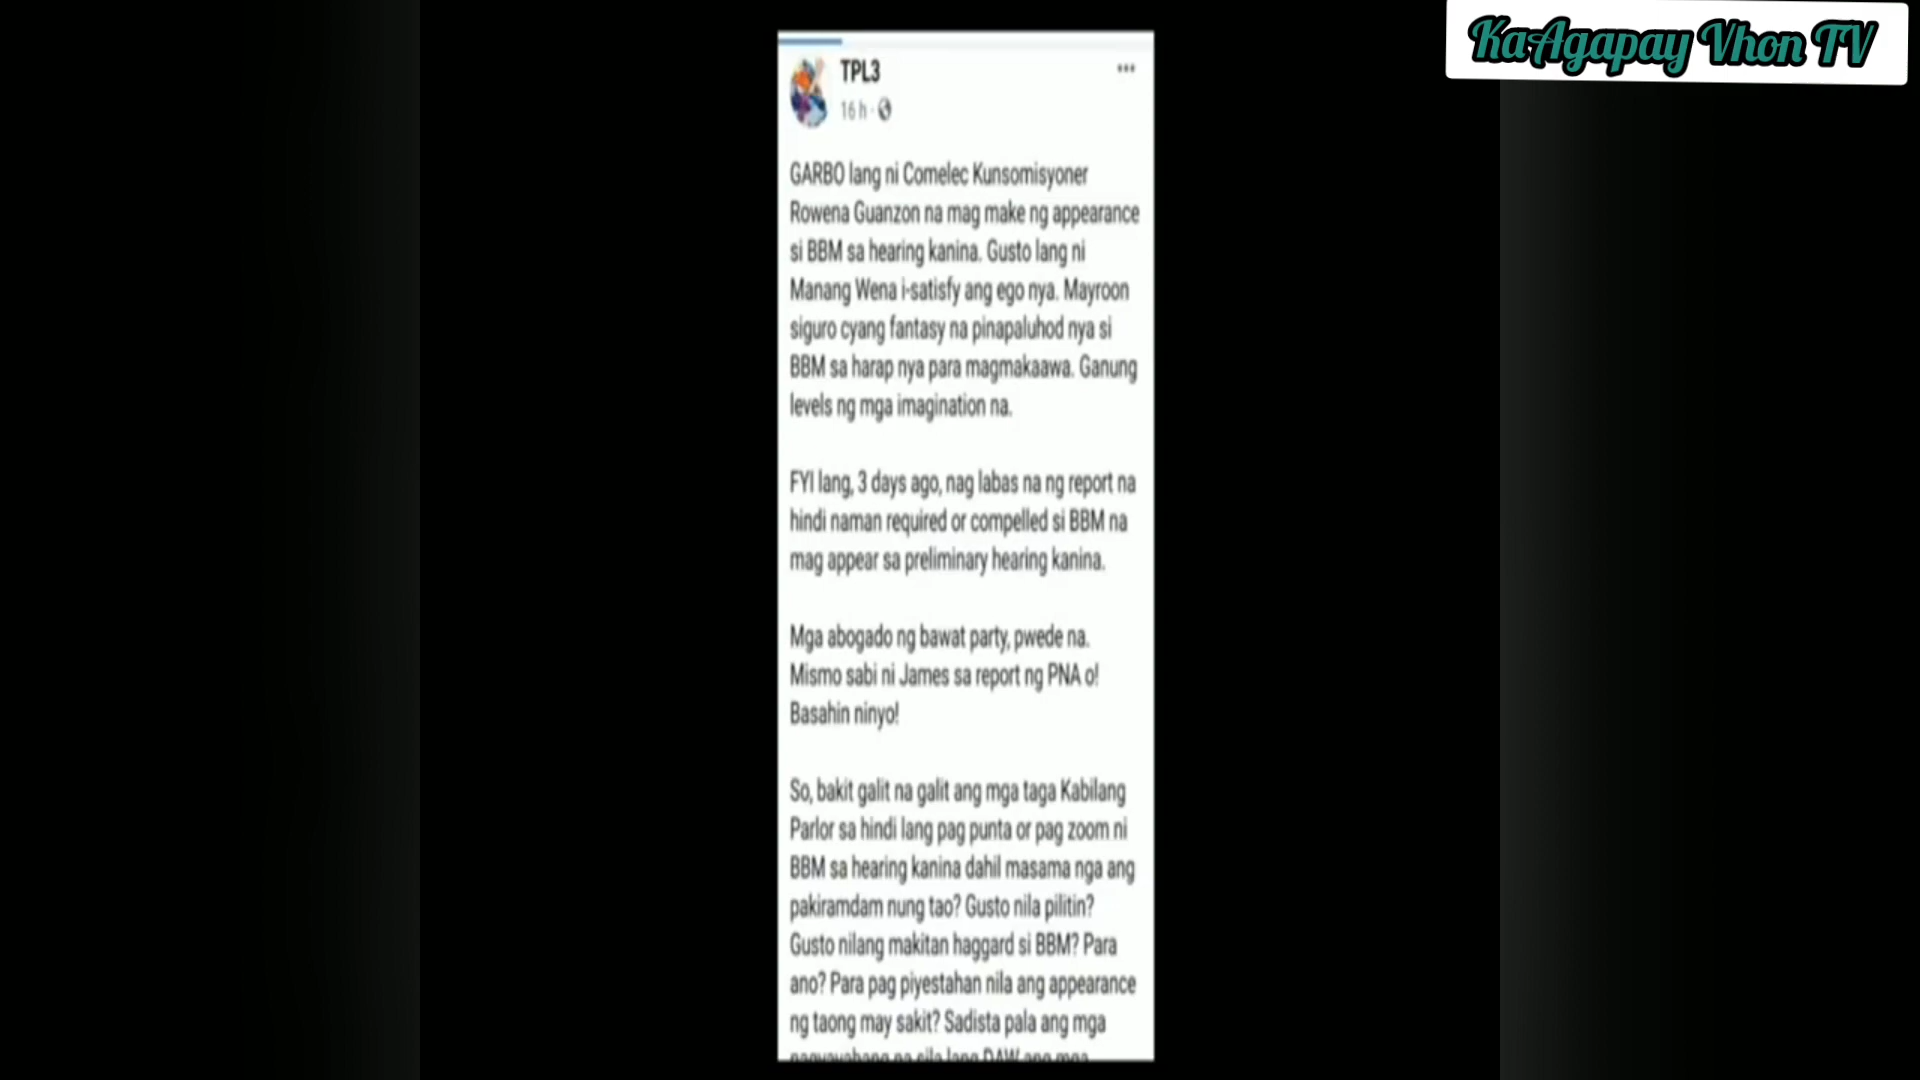 KaAgapay Vhon TV
TPL3
16 h ·
GARBO lang ni Comelec Kunsomisyoner
Rowena Guanzon na mag make ng appearance
si BBM sa hearing kanina. Gusto lang ni
Manang Wena i-satisfy ang ego nya. Mayroon
siguro cyang fantasy na pinapaluhod nya si
BBM sa harap nya para magmakaawa. Ganung
levels ng mga imagination na.
FYI lang, 3 days ago, nag labas na ng report na
hindi naman required or compelled si BBM na
mag appear sa preliminary hearing kanina.
Mga abogado ng bawat party, pwede na.
Mismo sabi ni James sa report ng PNA o!
Basahin ninyo!
So, bakit galit na galit ang mga taga Kabilang
Parlor sa hindi lang pag punta or pag zoom ni
BBM sa hearing kanina dahil masama nga ang
pakiramdam nung tao? Gusto nila pilitin?
Gusto nilang makitan haggard si BBM? Para
ano? Para pag piyestahan nila ang appearance
ng taong may sakit? Sadista pala ang mga
na sila lang DAW ang mga